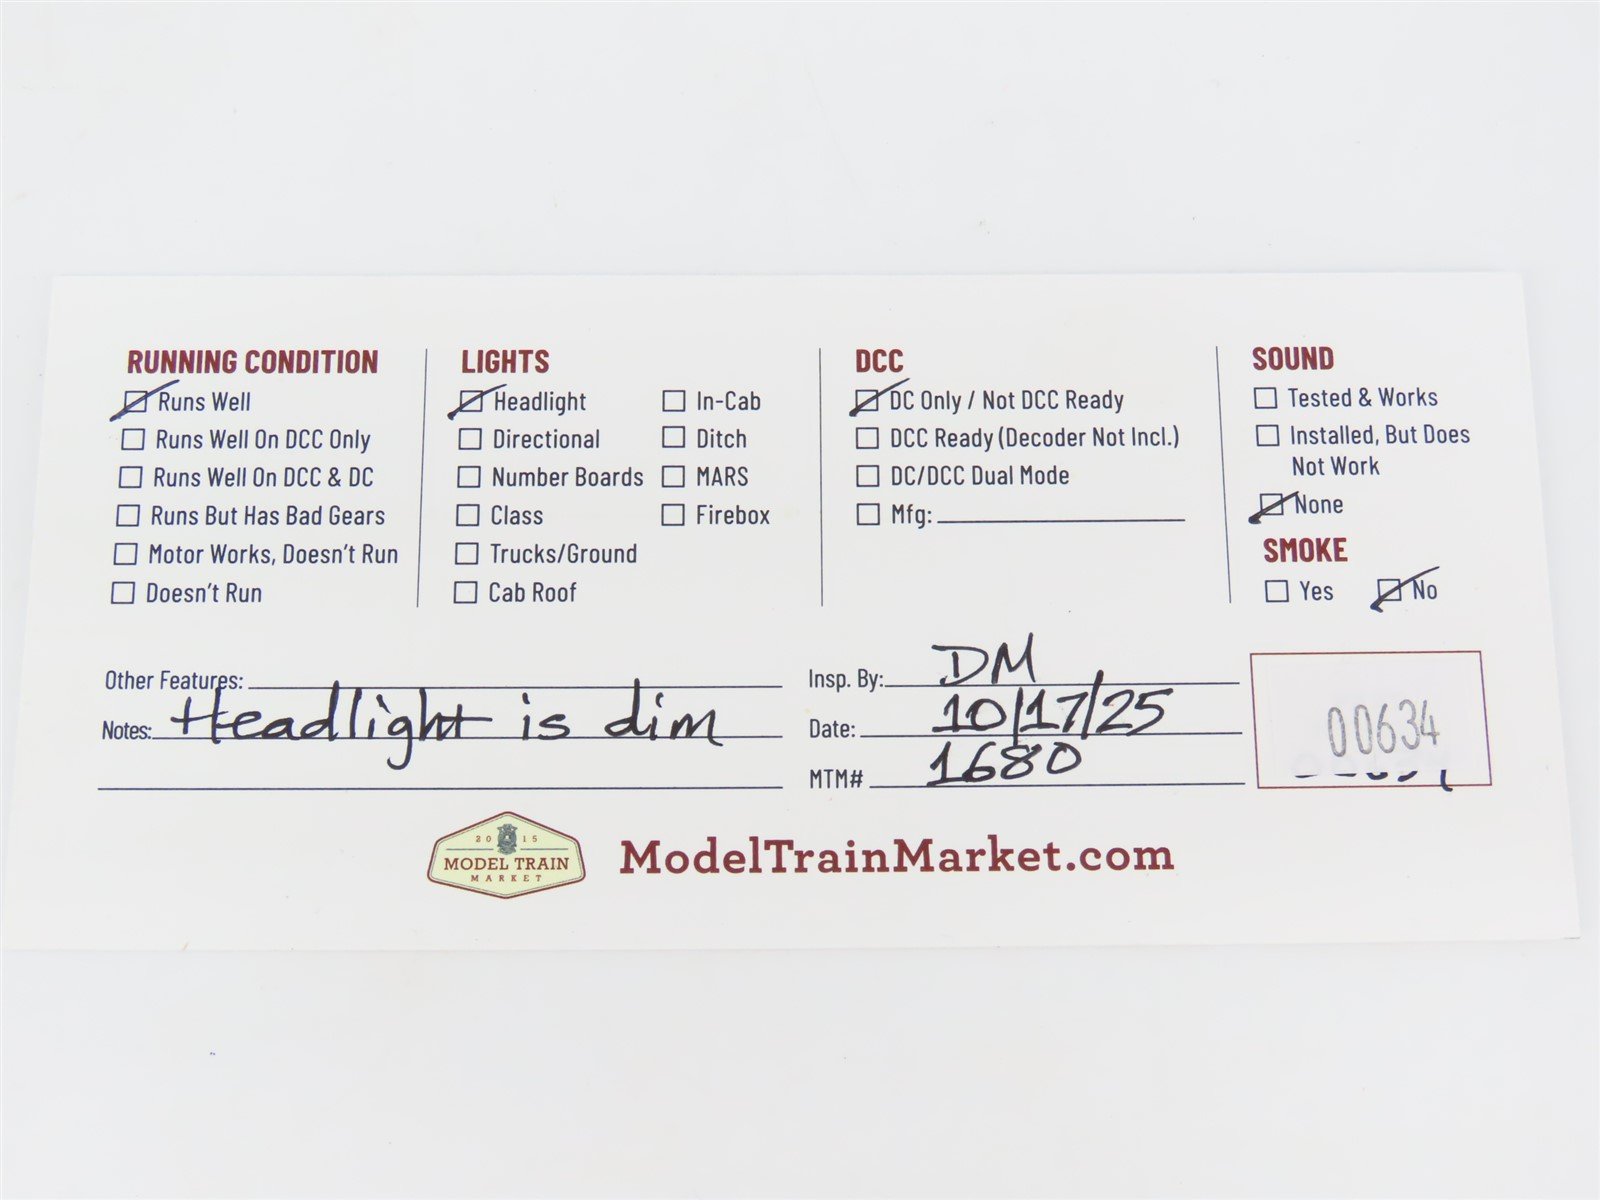 RUNNING CONDITION
Runs Well
Runs Well On DCC Only
Runs Well On DCC & DC
Runs But Has Bad Gears
Motor Works, Doesn't Run
Doesn't Run
LIGHTS
Headlight
Directional
Number Boards
Class
Trucks/Ground
Cab Roof
In-Cab
Ditch
MARS
Firebox
DCC
DC Only / Not DCC Ready
DCC Ready (Decoder Not Incl.)
DC/DCC Dual Mode
Mfg:
SOUND
Tested & Works
Installed, But Does
Not Work
None
SMOKE
Yes No
Other Features:
Notes: Headlight is dim
Insp. By: DM
Date: 10/17/25
MTM# 1680
00634
2015
MODEL TRAIN
MARKET
ModelTrainMarket.com